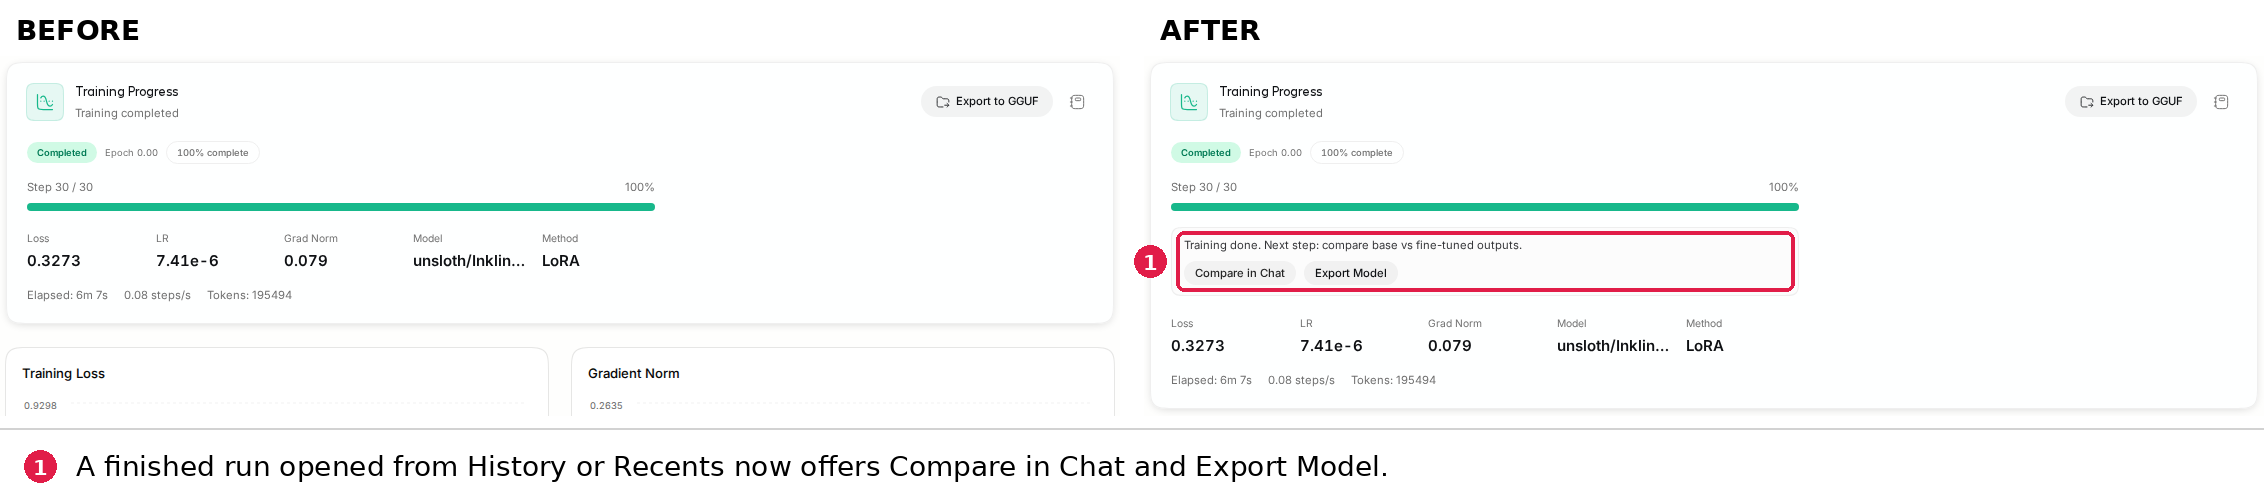 BEFORE
Training Progress
Training completed
Export to GGUF
Completed
Epoch 0.00
100% complete
Step 30 / 30
100%
Loss
LR
Grad Norm
Model
Method
0.3273
7.41e-6
0.079
unsloth/Inklin...
LoRA
Elapsed: 6m 7s
0.08 steps/s
Tokens: 195494
Training Loss
0.9298
Gradient Norm
0.2635
AFTER
Training Progress
Training completed
Export to GGUF
Completed
Epoch 0.00
100% complete
Step 30 / 30
100%
1
Training done. Next step: compare base vs fine-tuned outputs.
Compare in Chat
Export Model
Loss
LR
Grad Norm
Model
Method
0.3273
7.41e-6
0.079
unsloth/Inklin...
LoRA
Elapsed: 6m 7s
0.08 steps/s
Tokens: 195494
1 A finished run opened from History or Recents now offers Compare in Chat and Export Model.